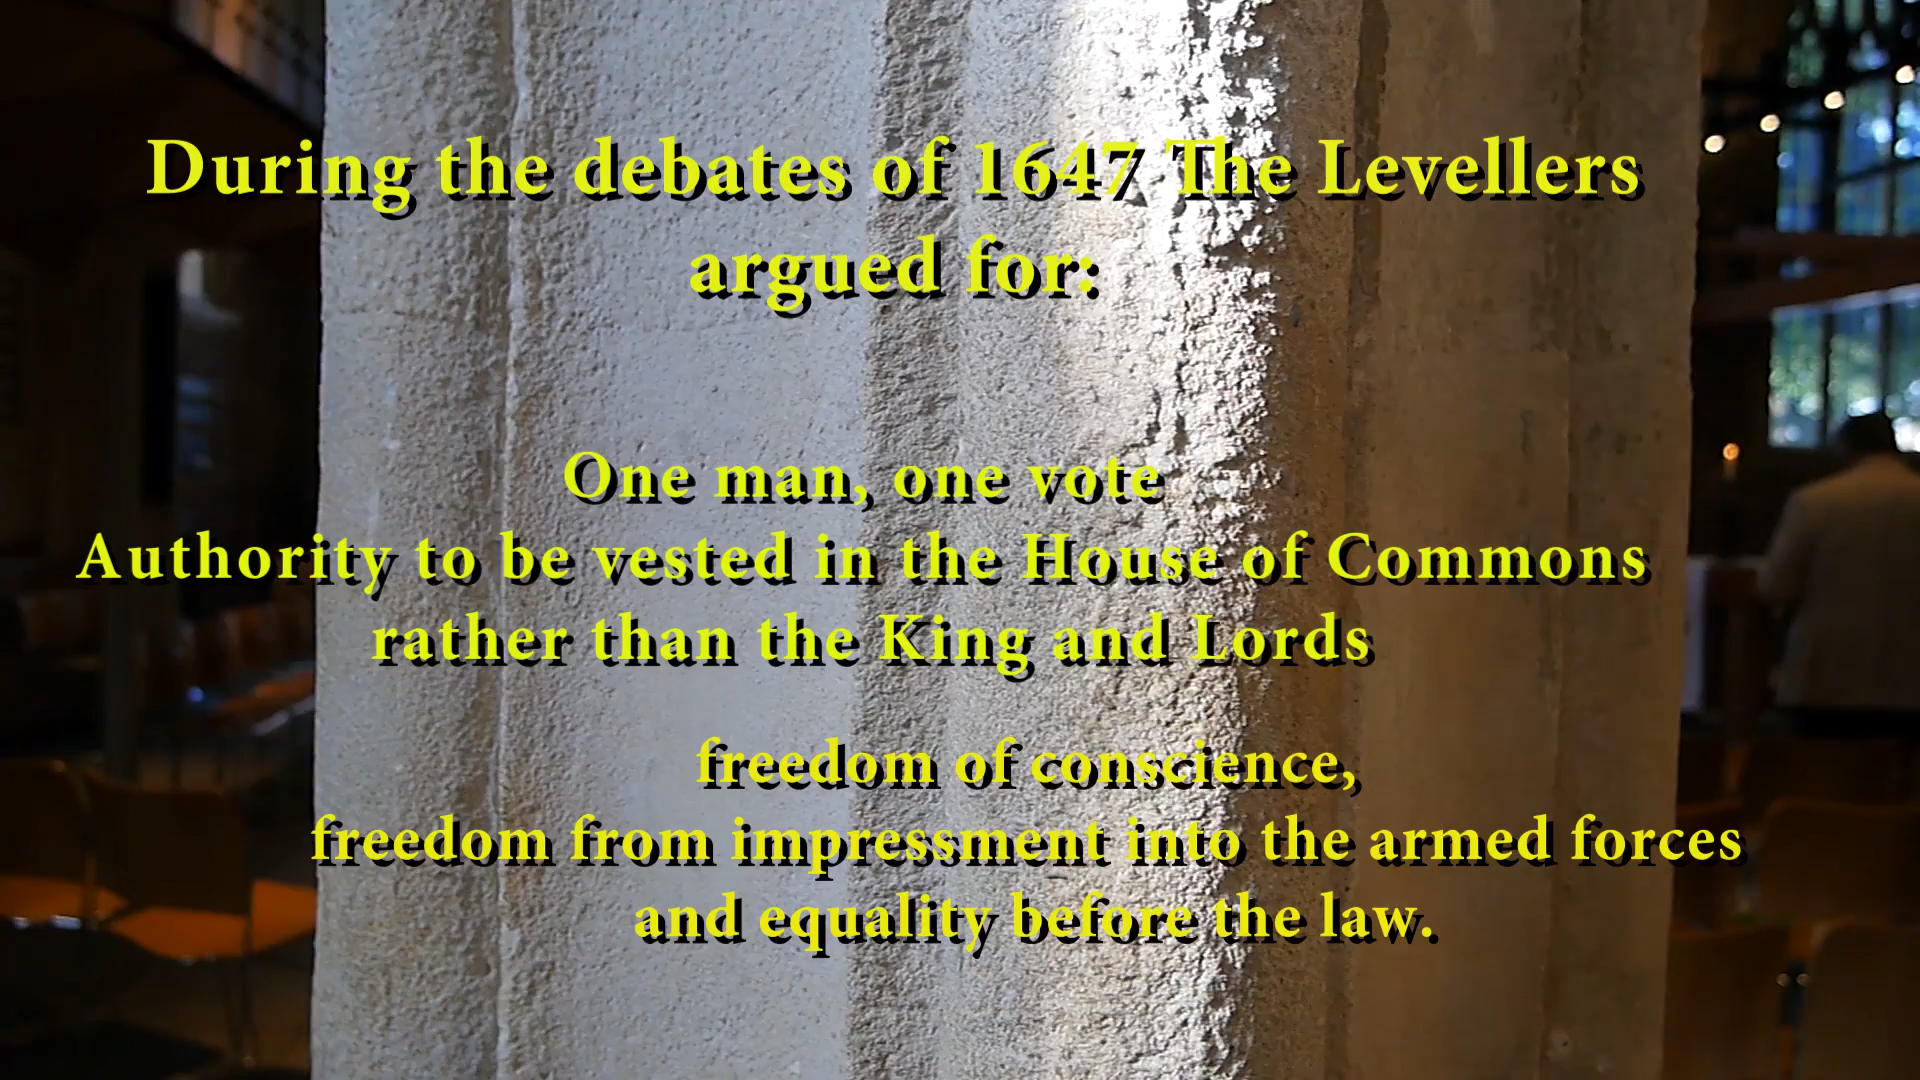 During the debates of 1647 The Levellers
argued for:
One man, one vote
Authority to be vested in the House of Commons
rather than the King and Lords
freedom of conscience,
freedom from impressment into the armed forces
and equality before the law.